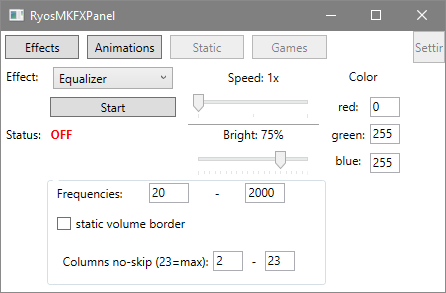 RyosMKFXPanel
Effects Animations Static Games Settir
Effect: Equalizer Speed: 1x Color
Start red: 0
Status: OFF Bright: 75% green: 255
blue: 255
Frequencies: 20 - 2000
static volume border
Columns no-skip (23=max): 2 - 23